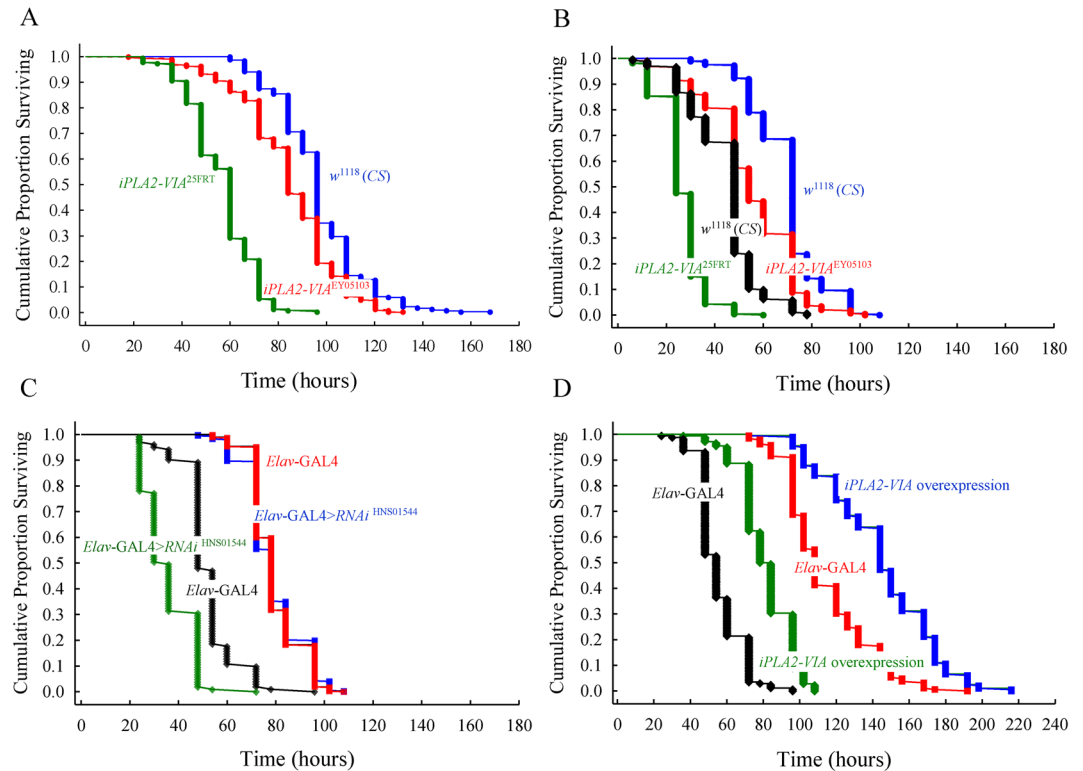 A
Cumulative Proportion Surviving
1.0
0.9
0.8
0.7
0.6
0.5
0.4
0.3
0.2
0.1
0.0
iPLA2-VIA25FRT
w1118 (CS)
iPLA2-VIAEY05103
0 20 40 60 80 100 120 140 160 180
Time (hours)
B
Cumulative Proportion Surviving
1.0
0.9
0.8
0.7
0.6
0.5
0.4
0.3
0.2
0.1
0.0
w1118 (CS)
w1118 (CS)
iPLA2-VIA25FRT
iPLA2-VIAEY05103
0 20 40 60 80 100 120 140 160 180
Time (hours)
C
Cumulative Proportion Surviving
1.0
0.9
0.8
0.7
0.6
0.5
0.4
0.3
0.2
0.1
0.0
Elav-GAL4
Elav-GAL4>RNAi HNS01544
Elav-GAL4>RNAi HNS01544
Elav-GAL4
0 20 40 60 80 100 120 140 160 180
Time (hours)
D
Cumulative Proportion Surviving
1.0
0.9
0.8
0.7
0.6
0.5
0.4
0.3
0.2
0.1
0.0
Elav-GAL4
iPLA2-VIA overexpression
Elav-GAL4
iPLA2-VIA overexpression
0 20 40 60 80 100 120 140 160 180 200 220 240
Time (hours)